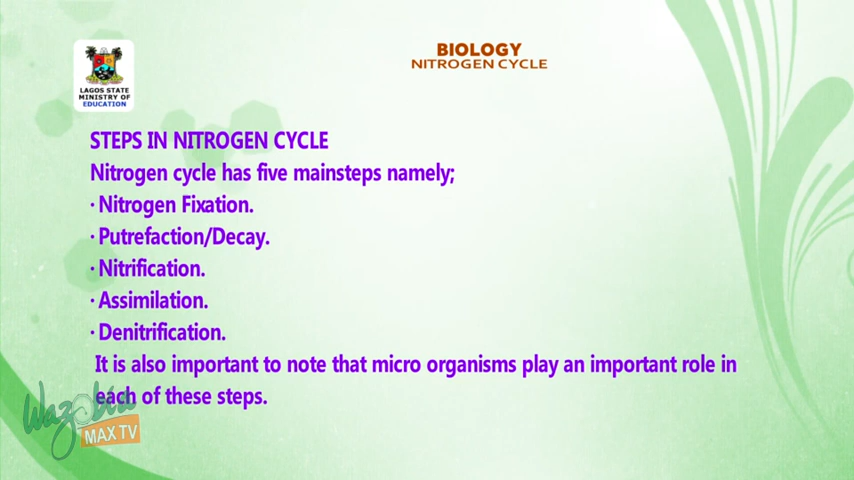 BIOLOGY
NITROGEN CYCLE
LAGOS STATE
MINISTRY OF
EDUCATION
STEPS IN NITROGEN CYCLE
Nitrogen cycle has five mainsteps namely;
· Nitrogen Fixation.
· Putrefaction/Decay.
· Nitrification.
· Assimilation.
· Denitrification.
It is also important to note that micro organisms play an important role in
each of these steps.
Wazobia
MAX TV